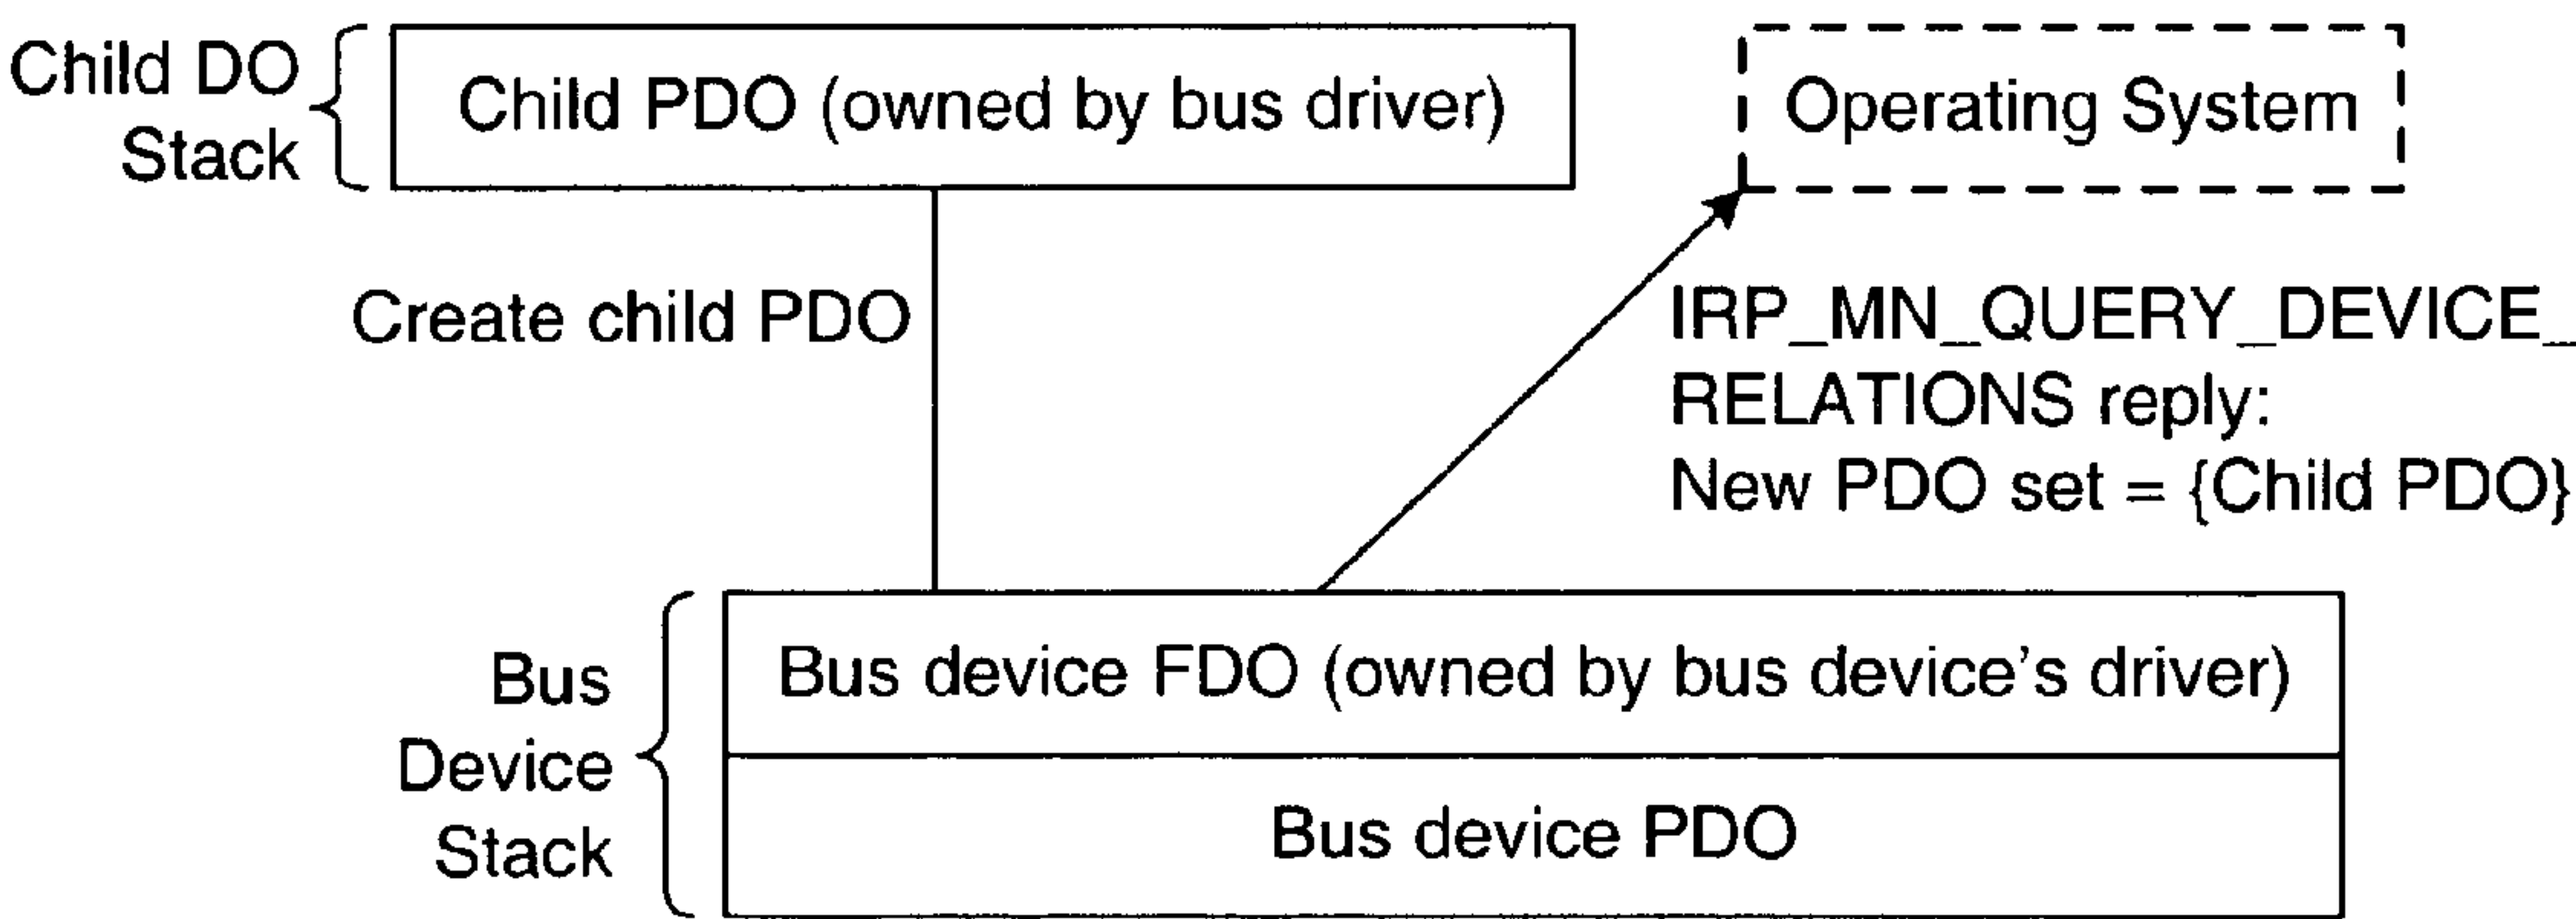 Child DO
Stack
Child PDO (owned by bus driver)
Operating System
Create child PDO
IRP_MN_QUERY_DEVICE_
RELATIONS reply:
New PDO set = {Child PDO}
Bus
Device
Stack
Bus device FDO (owned by bus device's driver)
Bus device PDO